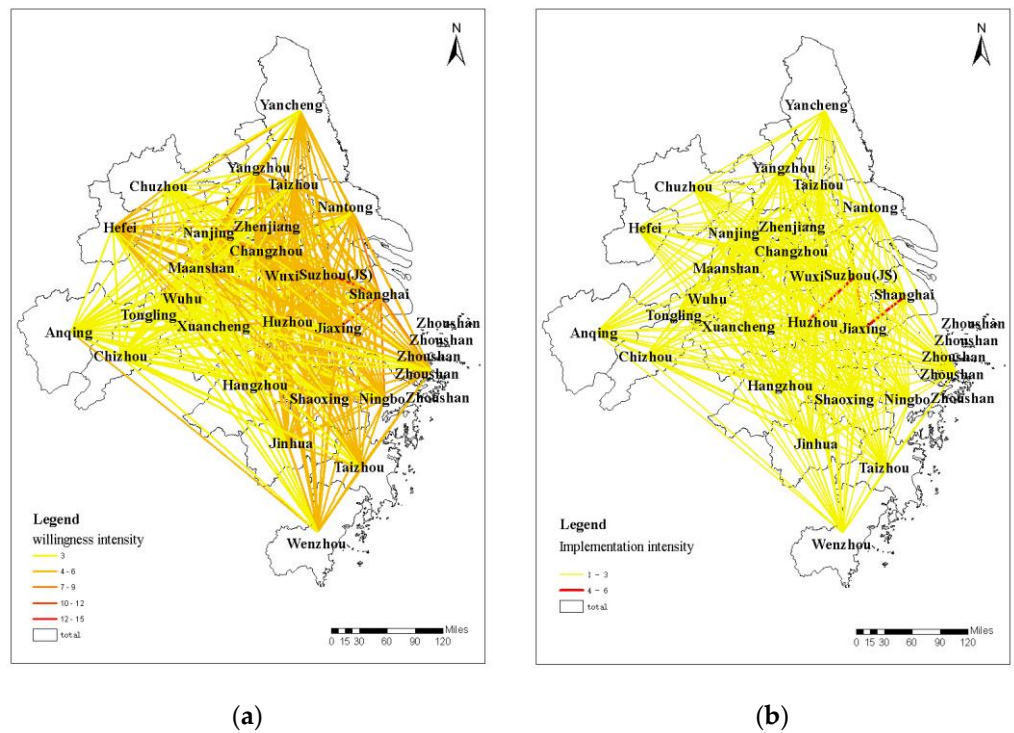 N
Yancheng
Yangzhou
Chuzhou
Taizhou
Nantong
Hefei
Nanjing
Zhenjiang
Changzhou
Maanshan
Wuxi
Suzhou(JS)
Wuhu
Shanghai
Tongling
Xuancheng
Huzhou
Jiaxing
Zhoushan
Anqing
Zhoushan
Chizhou
Zhoushan
Zhoushan
Hangzhou
Shaoxing
Ningbo
Zhoushan
Jinhua
Taizhou
Wenzhou
Legend
willingness intensity
3
4 - 6
7 - 9
10 - 12
12 - 15
total
Miles
0 15 30 60 90 120
(a)
N
Yancheng
Yangzhou
Chuzhou
Taizhou
Nantong
Hefei
Nanjing
Zhenjiang
Changzhou
Maanshan
Wuxi
Suzhou(JS)
Wuhu
Shanghai
Tongling
Xuancheng
Huzhou
Jiaxing
Zhoushan
Anqing
Zhoushan
Chizhou
Zhoushan
Zhoushan
Hangzhou
Shaoxing
Ningbo
Zhoushan
Jinhua
Taizhou
Wenzhou
Legend
Implementation intensity
1 - 3
4 - 6
total
Miles
0 15 30 60 90 120
(b)